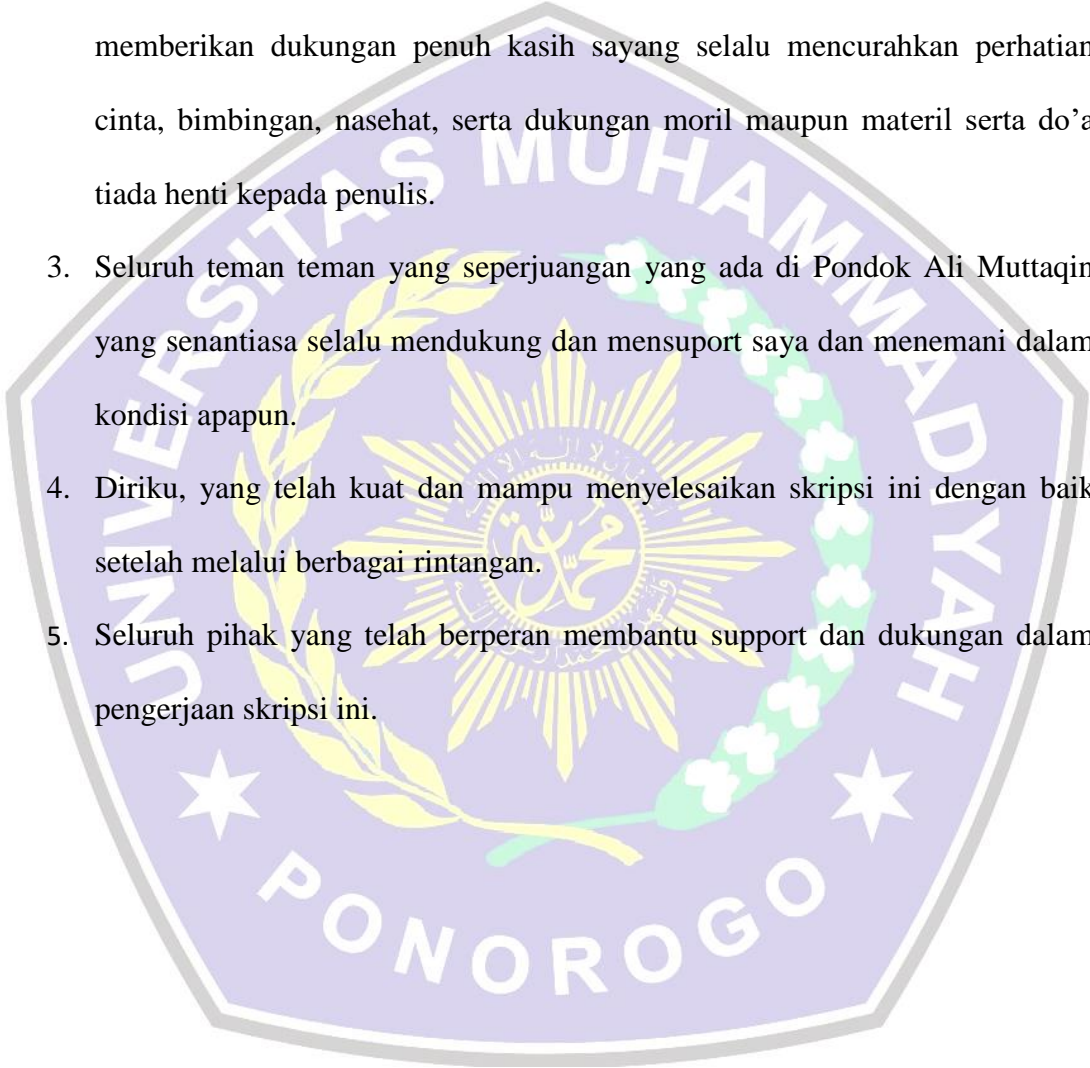 memberikan dukungan penuh kasih sayang selalu mencurahkan perhatian
cinta, bimbingan, nasehat, serta dukungan moril maupun materil serta do’a
tiada henti kepada penulis.
3. Seluruh teman teman yang seperjuangan yang ada di Pondok Ali Muttaqin
yang senantiasa selalu mendukung dan mensuport saya dan menemani dalam
kondisi apapun.
4. Diriku, yang telah kuat dan mampu menyelesaikan skripsi ini dengan baik
setelah melalui berbagai rintangan.
5. Seluruh pihak yang telah berperan membantu support dan dukungan dalam
pengerjaan skripsi ini.
UNIVERSITAS MUHAMMADIYAH
PONOROGO
محمدية